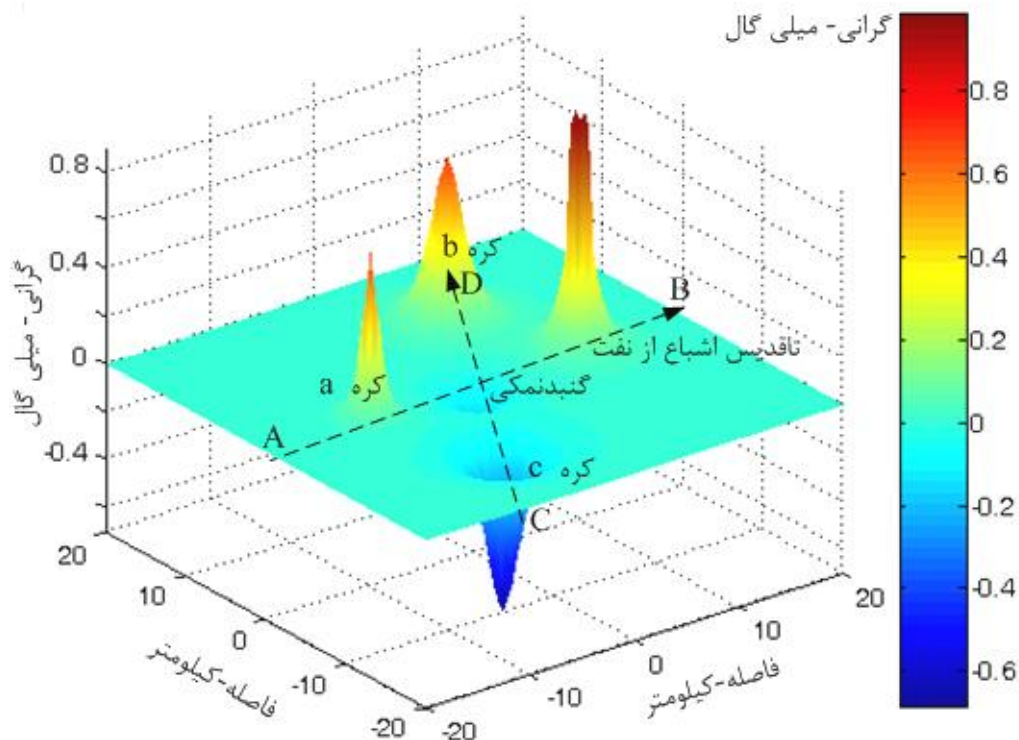 گرانی- میلی گال
0.8
0.4
0
-0.4
گرانی- میلی گال
کره b
D
B
تاقدیس اشباع از نفت
گنبدنمکی
کره a
A
کره c
C
20
10
0
-10
-20
فاصله-کیلومتر
-20
-10
0
10
20
فاصله-کیلومتر
0.8
0.6
0.4
0.2
0
-0.2
-0.4
-0.6